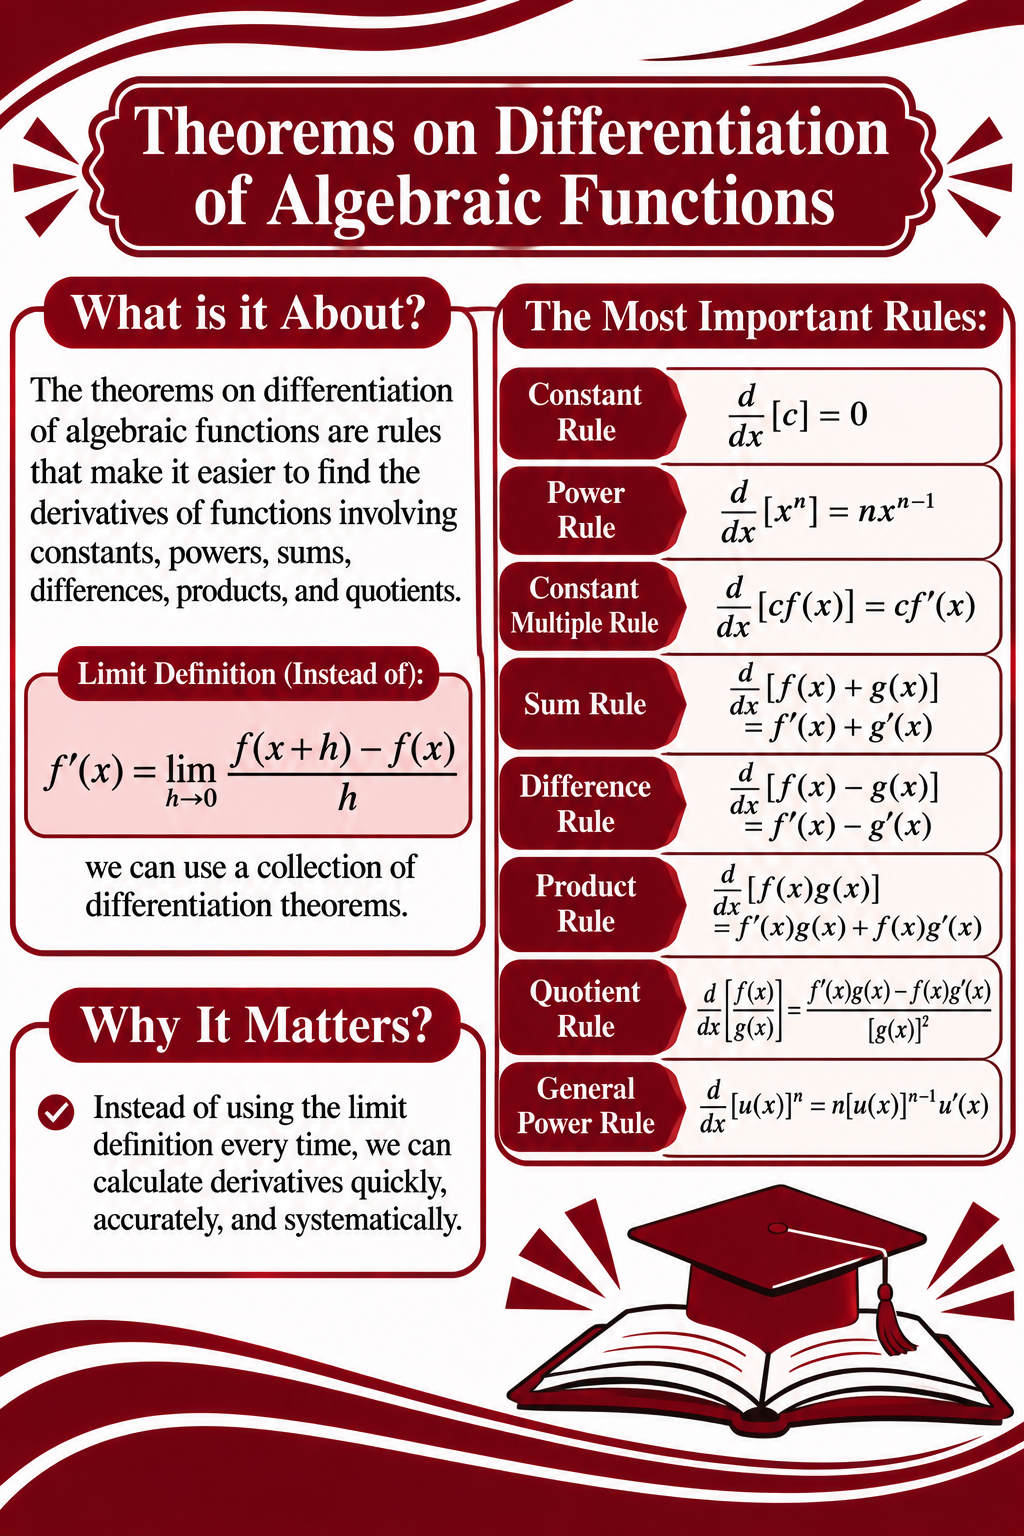 Theorems on Differentiation
of Algebraic Functions
What is it About?
The theorems on differentiation
of algebraic functions are rules
that make it easier to find the
derivatives of functions involving
constants, powers, sums,
differences, products, and quotients.
Limit Definition (Instead of):
f′(x) = lim h→0 f(x+h) − f(x) / h
we can use a collection of
differentiation theorems.
Why It Matters?
Instead of using the limit
definition every time, we can
calculate derivatives quickly,
accurately, and systematically.
The Most Important Rules:
Constant
Rule
d/dx [c] = 0
Power
Rule
d/dx [xⁿ] = nxⁿ⁻¹
Constant
Multiple Rule
d/dx [cf(x)] = cf′(x)
Sum Rule
d/dx [f(x) + g(x)]
= f′(x) + g′(x)
Difference
Rule
d/dx [f(x) − g(x)]
= f′(x) − g′(x)
Product
Rule
d/dx [f(x)g(x)]
= f′(x)g(x) + f(x)g′(x)
Quotient
Rule
d/dx [f(x)/g(x)] = f′(x)g(x) − f(x)g′(x) / [g(x)]²
General
Power Rule
d/dx [u(x)]ⁿ = n[u(x)]ⁿ⁻¹u′(x)